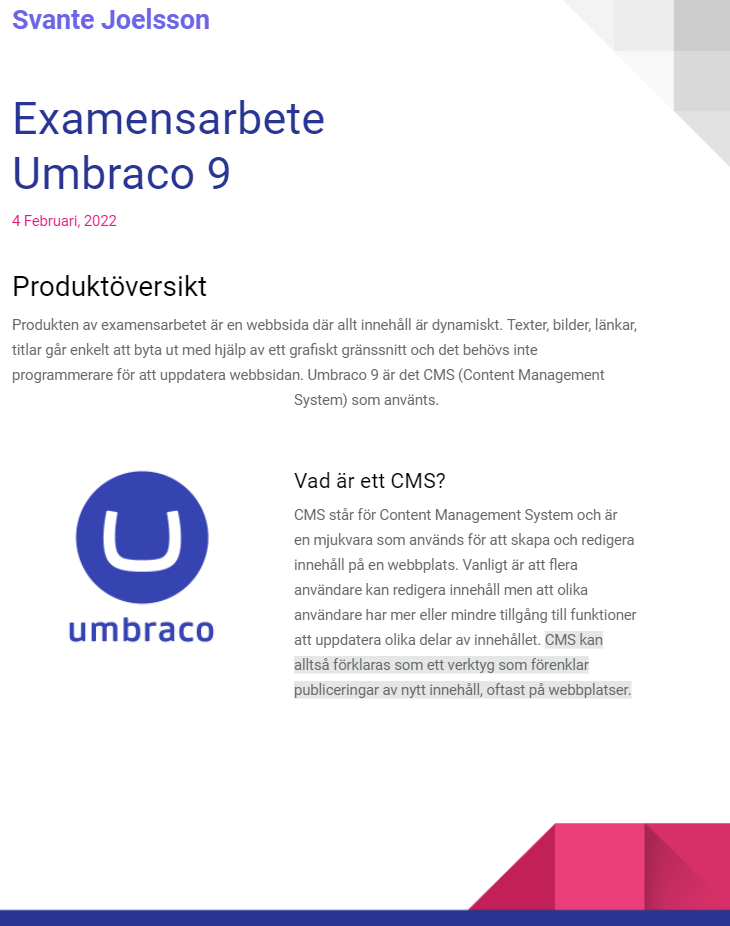 Svante Joelsson
Examensarbete
Umbraco 9
4 Februari, 2022
Produktöversikt
Produkten av examensarbetet är en webbsida där allt innehåll är dynamiskt. Texter, bilder, länkar,
titlar går enkelt att byta ut med hjälp av ett grafiskt gränssnitt och det behövs inte
programmerare för att uppdatera webbsidan. Umbraco 9 är det CMS (Content Management
System) som använts.
umbraco
Vad är ett CMS?
CMS står för Content Management System och är
en mjukvara som används för att skapa och redigera
innehåll på en webbplats. Vanligt är att flera
användare kan redigera innehåll men att olika
användare har mer eller mindre tillgång till funktioner
att uppdatera olika delar av innehållet. CMS kan
alltså förklaras som ett verktyg som förenklar
publiceringar av nytt innehåll, oftast på webbplatser.